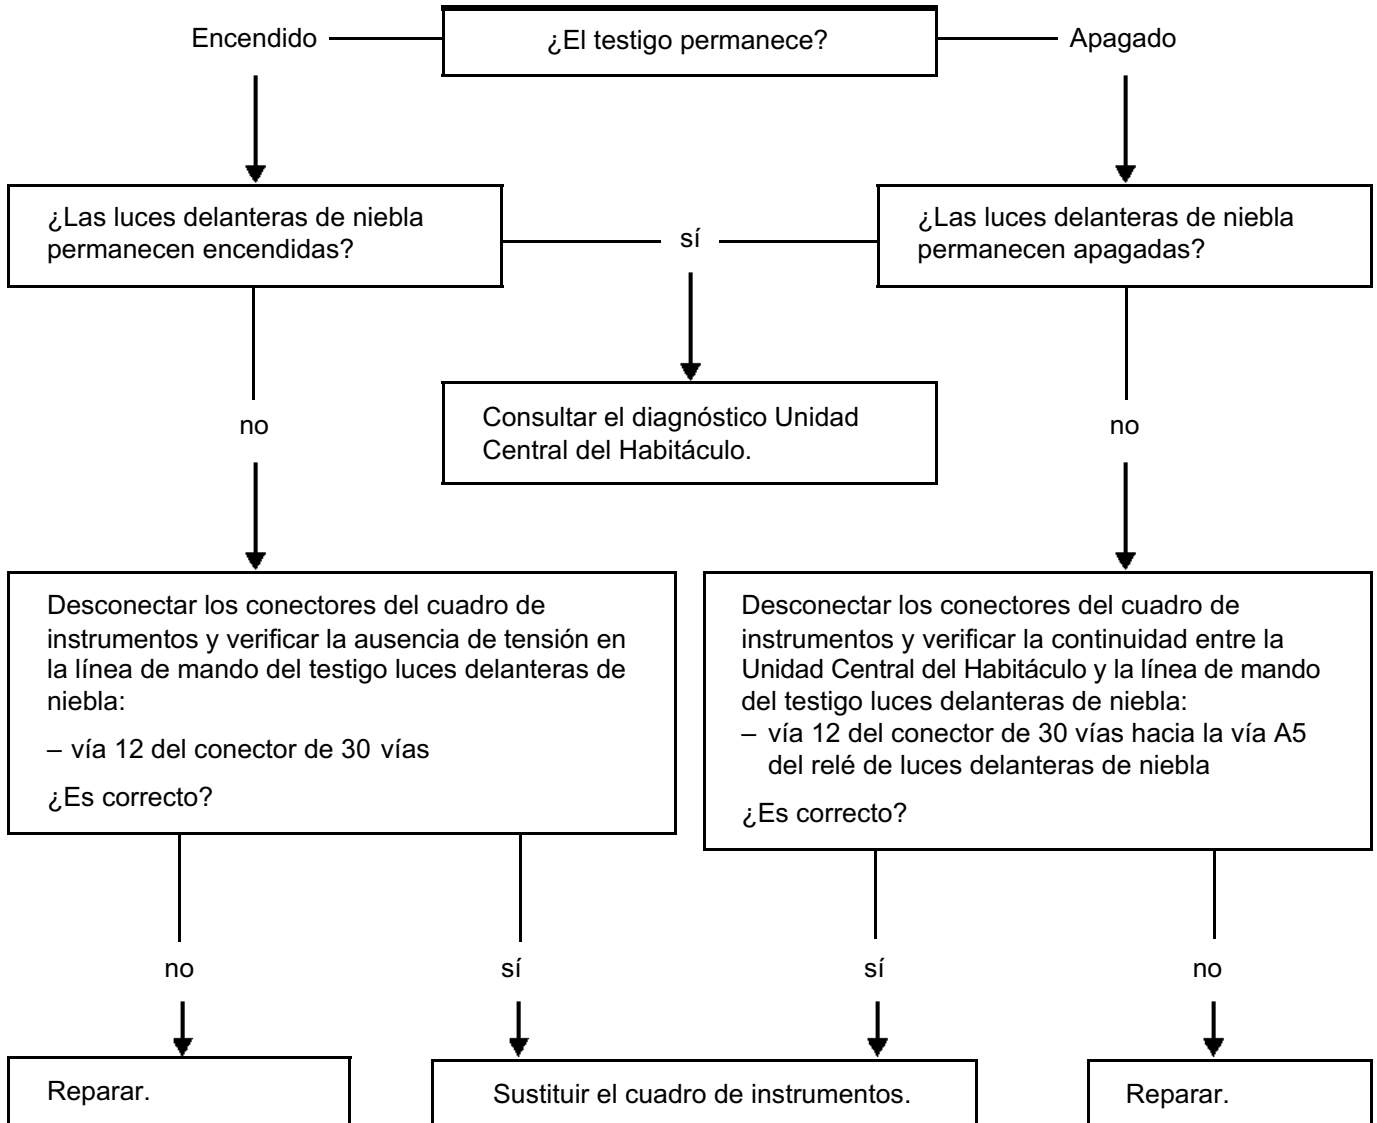 Encendido
¿El testigo permanece?
Apagado
¿Las luces delanteras de niebla
permanecen encendidas?
sí
¿Las luces delanteras de niebla
permanecen apagadas?
no
Consultar el diagnóstico Unidad
Central del Habitáculo.
no
Desconectar los conectores del cuadro de
instrumentos y verificar la ausencia de tensión en
la línea de mando del testigo luces delanteras de
niebla:
– vía 12 del conector de 30 vías
¿Es correcto?
Desconectar los conectores del cuadro de
instrumentos y verificar la continuidad entre la
Unidad Central del Habitáculo y la línea de mando
del testigo luces delanteras de niebla:
– vía 12 del conector de 30 vías hacia la vía A5
del relé de luces delanteras de niebla
¿Es correcto?
no
sí
sí
no
Reparar.
Sustituir el cuadro de instrumentos.
Reparar.